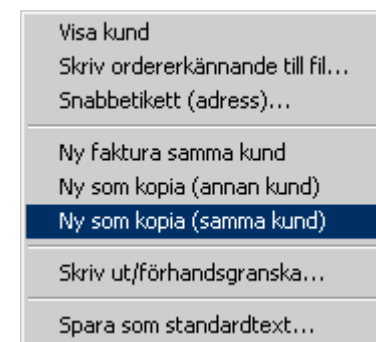 Visa kund
Skriv ordererkännande till fil...
Snabbetikett (adress)...
Ny faktura samma kund
Ny som kopia (annan kund)
Ny som kopia (samma kund)
Skriv ut/förhandsgranska...
Spara som standardtext...